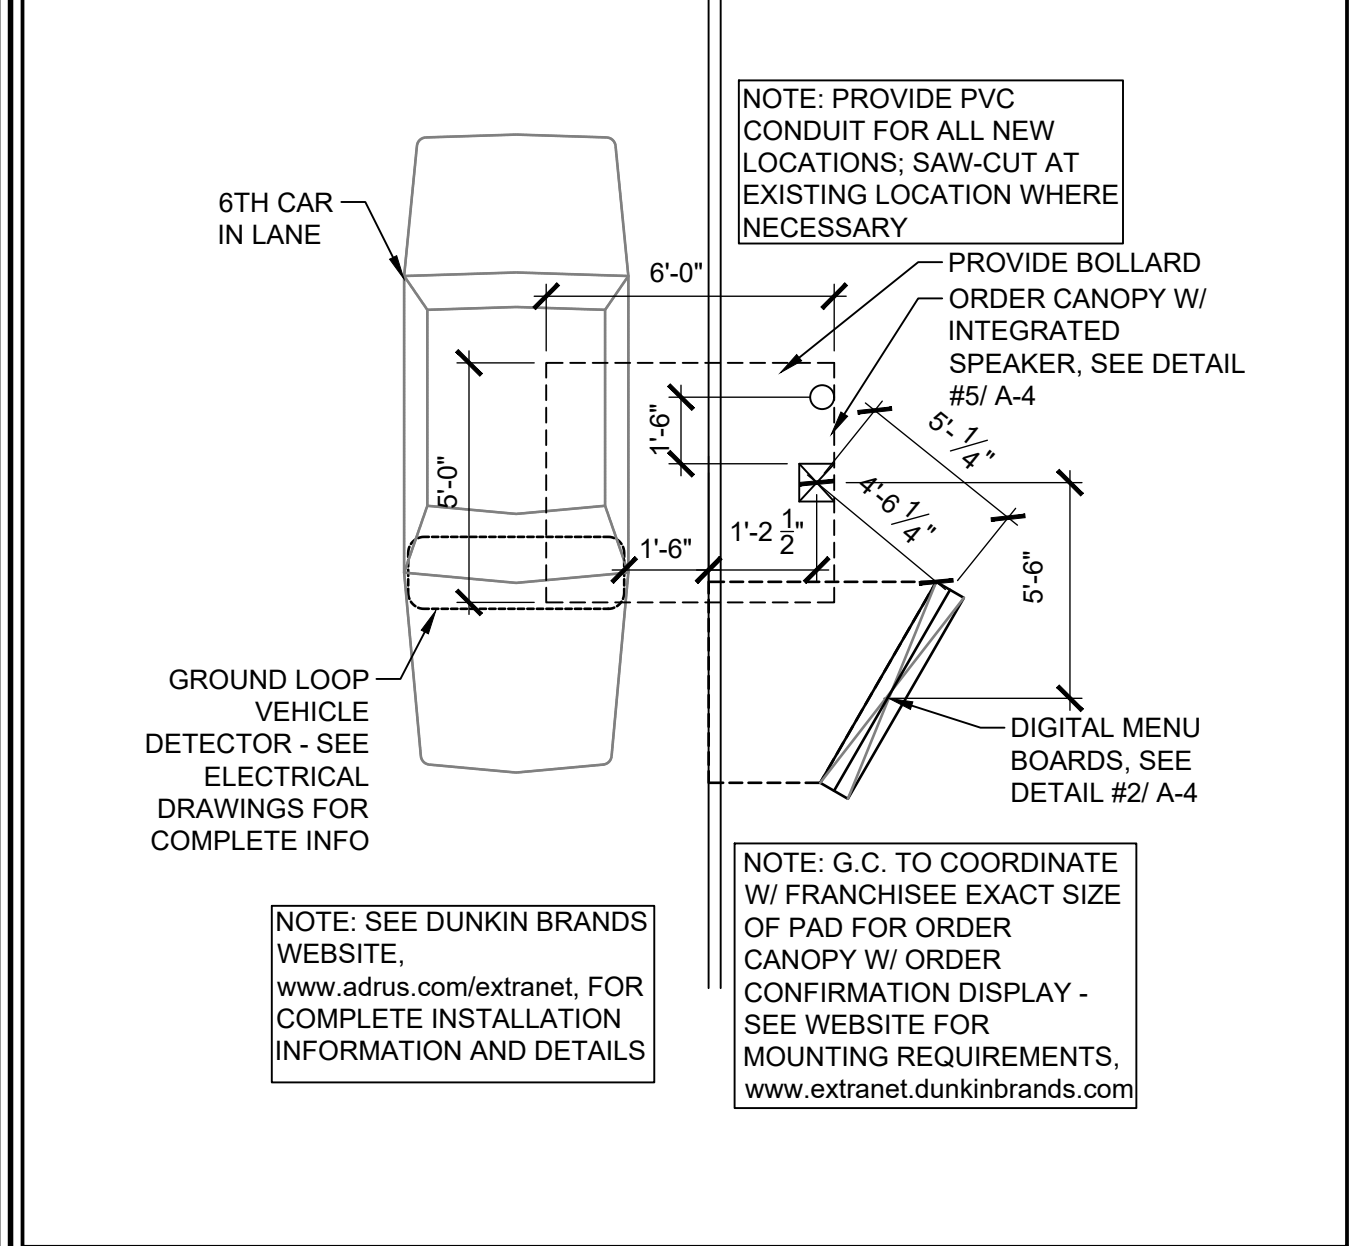 NOTE: PROVIDE PVC
CONDUIT FOR ALL NEW
LOCATIONS; SAW-CUT AT
EXISTING LOCATION WHERE
NECESSARY
6TH CAR
IN LANE
6'-0"
PROVIDE BOLLARD
ORDER CANOPY W/
INTEGRATED
SPEAKER, SEE DETAIL
#5/ A-4
1'-6"
5'- 1/4"
5'-0"
4'-6 1/4"
1'-6"
1'-2 1/2"
5'-6"
GROUND LOOP
VEHICLE
DETECTOR - SEE
ELECTRICAL
DRAWINGS FOR
COMPLETE INFO
DIGITAL MENU
BOARDS, SEE
DETAIL #2/ A-4
NOTE: SEE DUNKIN BRANDS
WEBSITE,
www.adrus.com/extranet, FOR
COMPLETE INSTALLATION
INFORMATION AND DETAILS
NOTE: G.C. TO COORDINATE
W/ FRANCHISEE EXACT SIZE
OF PAD FOR ORDER
CANOPY W/ ORDER
CONFIRMATION DISPLAY -
SEE WEBSITE FOR
MOUNTING REQUIREMENTS,
www.extranet.dunkinbrands.com